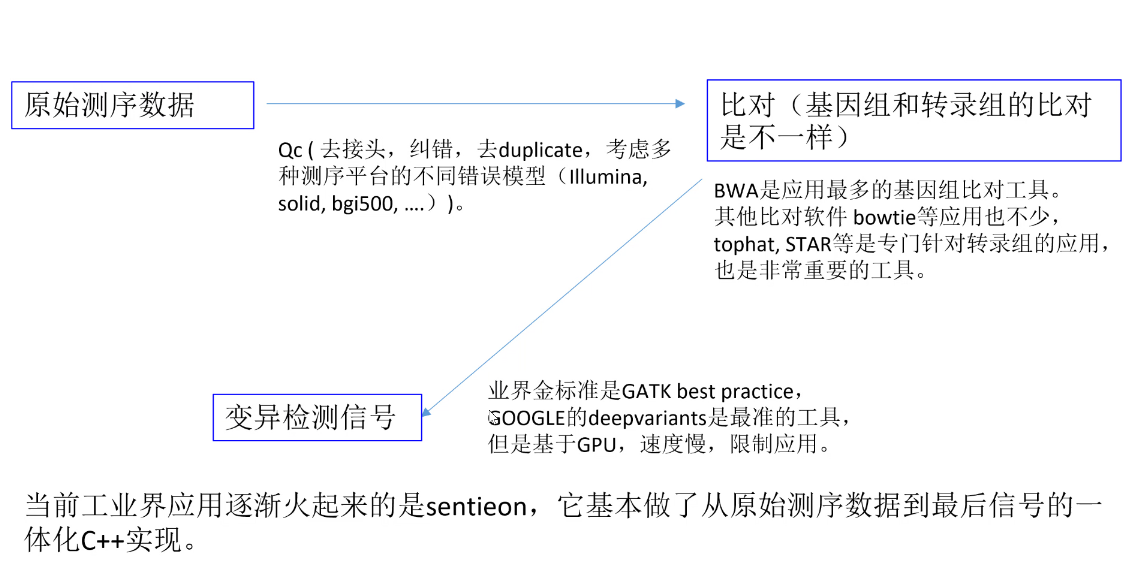 原始测序数据
比对（基因组和转录组的比对
是不一样）
Qc ( 去接头，纠错，去duplicate，考虑多
种测序平台的不同错误模型（Illumina,
solid, bgi500, ....）)。
BWA是应用最多的基因组比对工具。
其他比对软件 bowtie等应用也不少，
tophat, STAR等是专门针对转录组的应用，
也是非常重要的工具。
变异检测信号
业界金标准是GATK best practice，
GOOGLE的deepvariants是最准的工具，
但是基于GPU，速度慢，限制应用。
当前工业界应用逐渐火起来的是sentieon，它基本做了从原始测序数据到最后信号的一
体化C++实现。